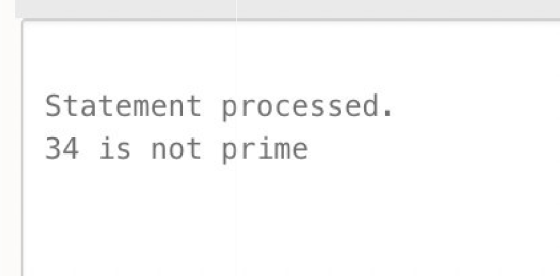 Statement processed.
34 is not prime